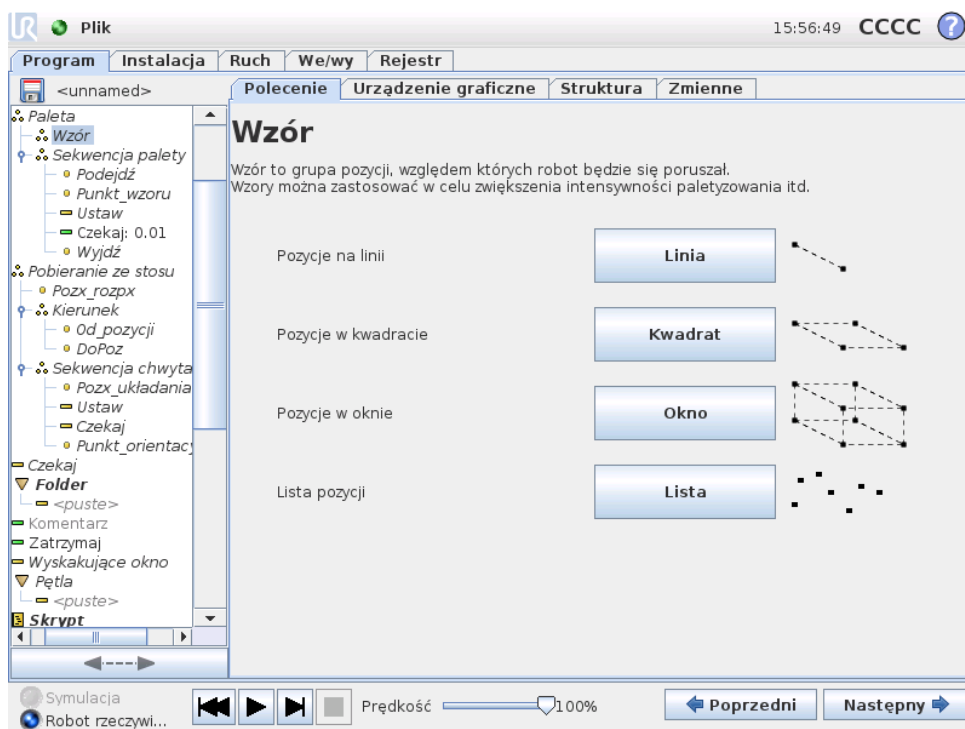 UR Plik 15:56:49 CCCC ?
Program Instalacja Ruch We/wy Rejestr
<unnamed>
Polecenie Urządzenie graficzne Struktura Zmienne
Paleta
Wzór
Sekwencja palety
Podejdź
Punkt_wzoru
Ustaw
Czekaj: 0.01
Wyjdź
Pobieranie ze stosu
Pozx_rozpx
Kierunek
Od_pozycji
DoPoz
Sekwencja chwyta
Pozx_układania
Ustaw
Czekaj
Punkt_orientacy
Czekaj
Folder
<puste>
Komentarz
Zatrzymaj
Wyskakujące okno
Pętla
<puste>
Skrypt
Wzór
Wzór to grupa pozycji, względem których robot będzie się poruszał.
Wzory można zastosować w celu zwiększenia intensywności paletyzowania itd.
Pozycje na linii Linia
Pozycje w kwadracie Kwadrat
Pozycje w oknie Okno
Lista pozycji Lista
Symulacja
Robot rzeczywi...
Prędkość 100%
Poprzedni Następny